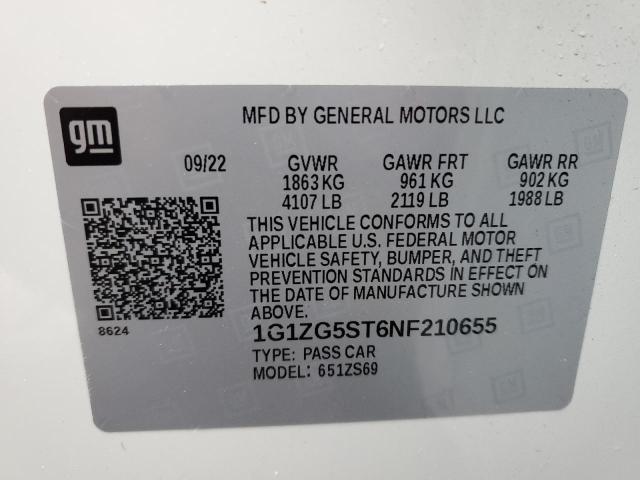 gm
MFD BY GENERAL MOTORS LLC
09/22 GVWR GAWR FRT GAWR RR
1863 KG 961 KG 902 KG
4107 LB 2119 LB 1988 LB
THIS VEHICLE CONFORMS TO ALL
APPLICABLE U.S. FEDERAL MOTOR
VEHICLE SAFETY, BUMPER, AND THEFT
PREVENTION STANDARDS IN EFFECT ON
THE DATE OF MANUFACTURE SHOWN
ABOVE.
8624
1G1ZG5ST6NF210655
TYPE: PASS CAR
MODEL: 651ZS69